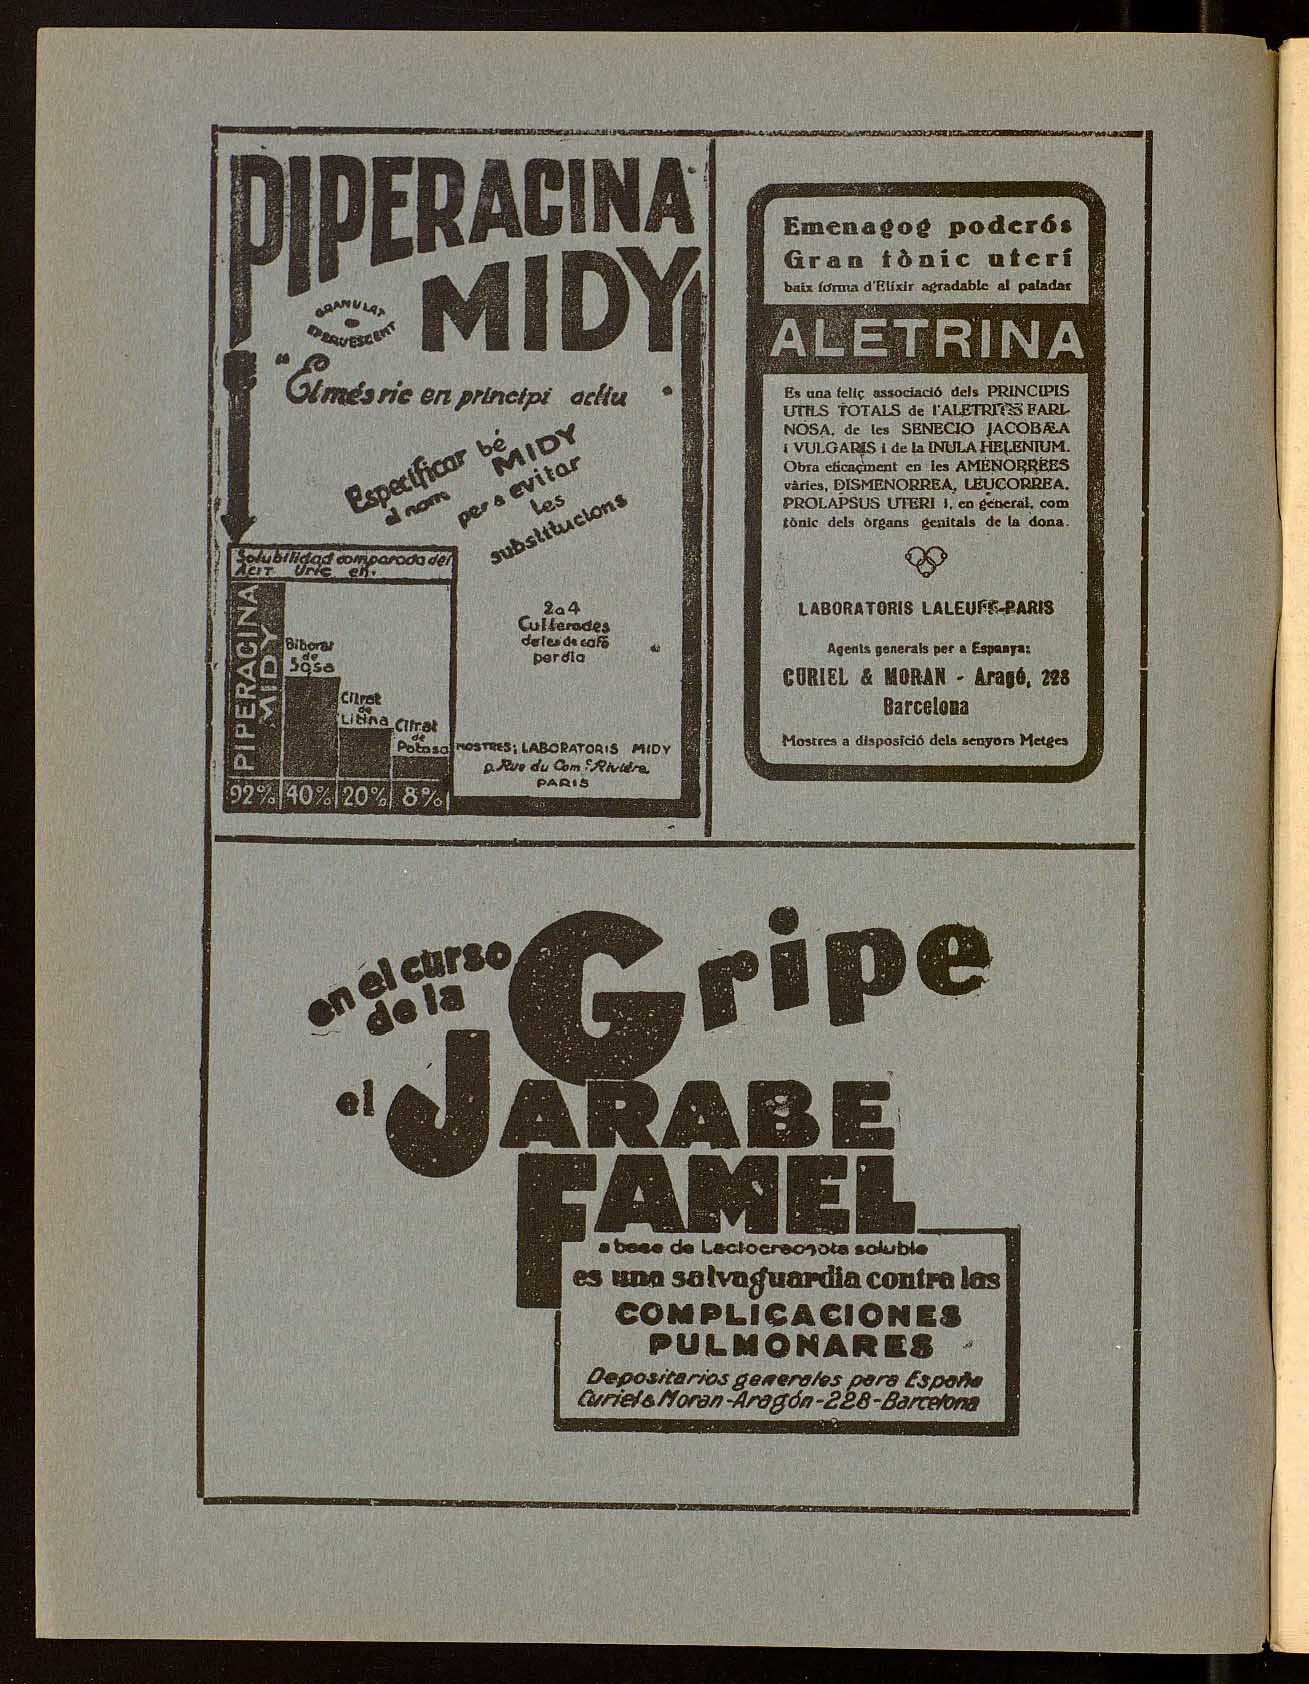 PIPERACINA
MIDY
GRANULAT
EFERVESCENT
"El més ric en principi actiu"
Especificar bé
el nom MIDY
per a evitar
les
substitucions
Solubilidad comparada del
Acit Uric en:
PIPERACINA
MIDY
Biborat
de
Sosa
Citrat
de
Litina
Citrat
de
Potasa
92% 40% 20% 8%
2 a 4
Cullerades
de les de café
per dia
MOSTRES; LABORATORIS MIDY
9. Rue du Com.t Rivière
PARIS
Emenagog poderós
Gran tònic uterí
baix forma d'Elíxir agradable al paladar
ALETRINA
Es una feliç associació dels PRINCIPIS
UTILS TOTALS de l'ALETRITS FARI-
NOSA, de les SENECIO JACOBÆA
i VULGARIS i de la INULA HELENIUM.
Obra eficaçment en les AMENORREES
vàries, DISMENORREA, LEUCORREA,
PROLAPSUS UTERI i, en general, com
tònic dels òrgans genitals de la dona.
LABORATORIS LALEUFF-PARIS
Agents generals per a Espanya:
CURIEL & MORAN - Aragó, 228
Barcelona
Mostres a disposició dels senyors Metges
en el curso
de la
Gripe
el JARABE
FAMEL
a base de Lactocreosota soluble
es una salvaguardia contra las
COMPLICACIONES
PULMONARES
Depositarios generales para España
Curiel & Moran-Aragón-228-Barcelona